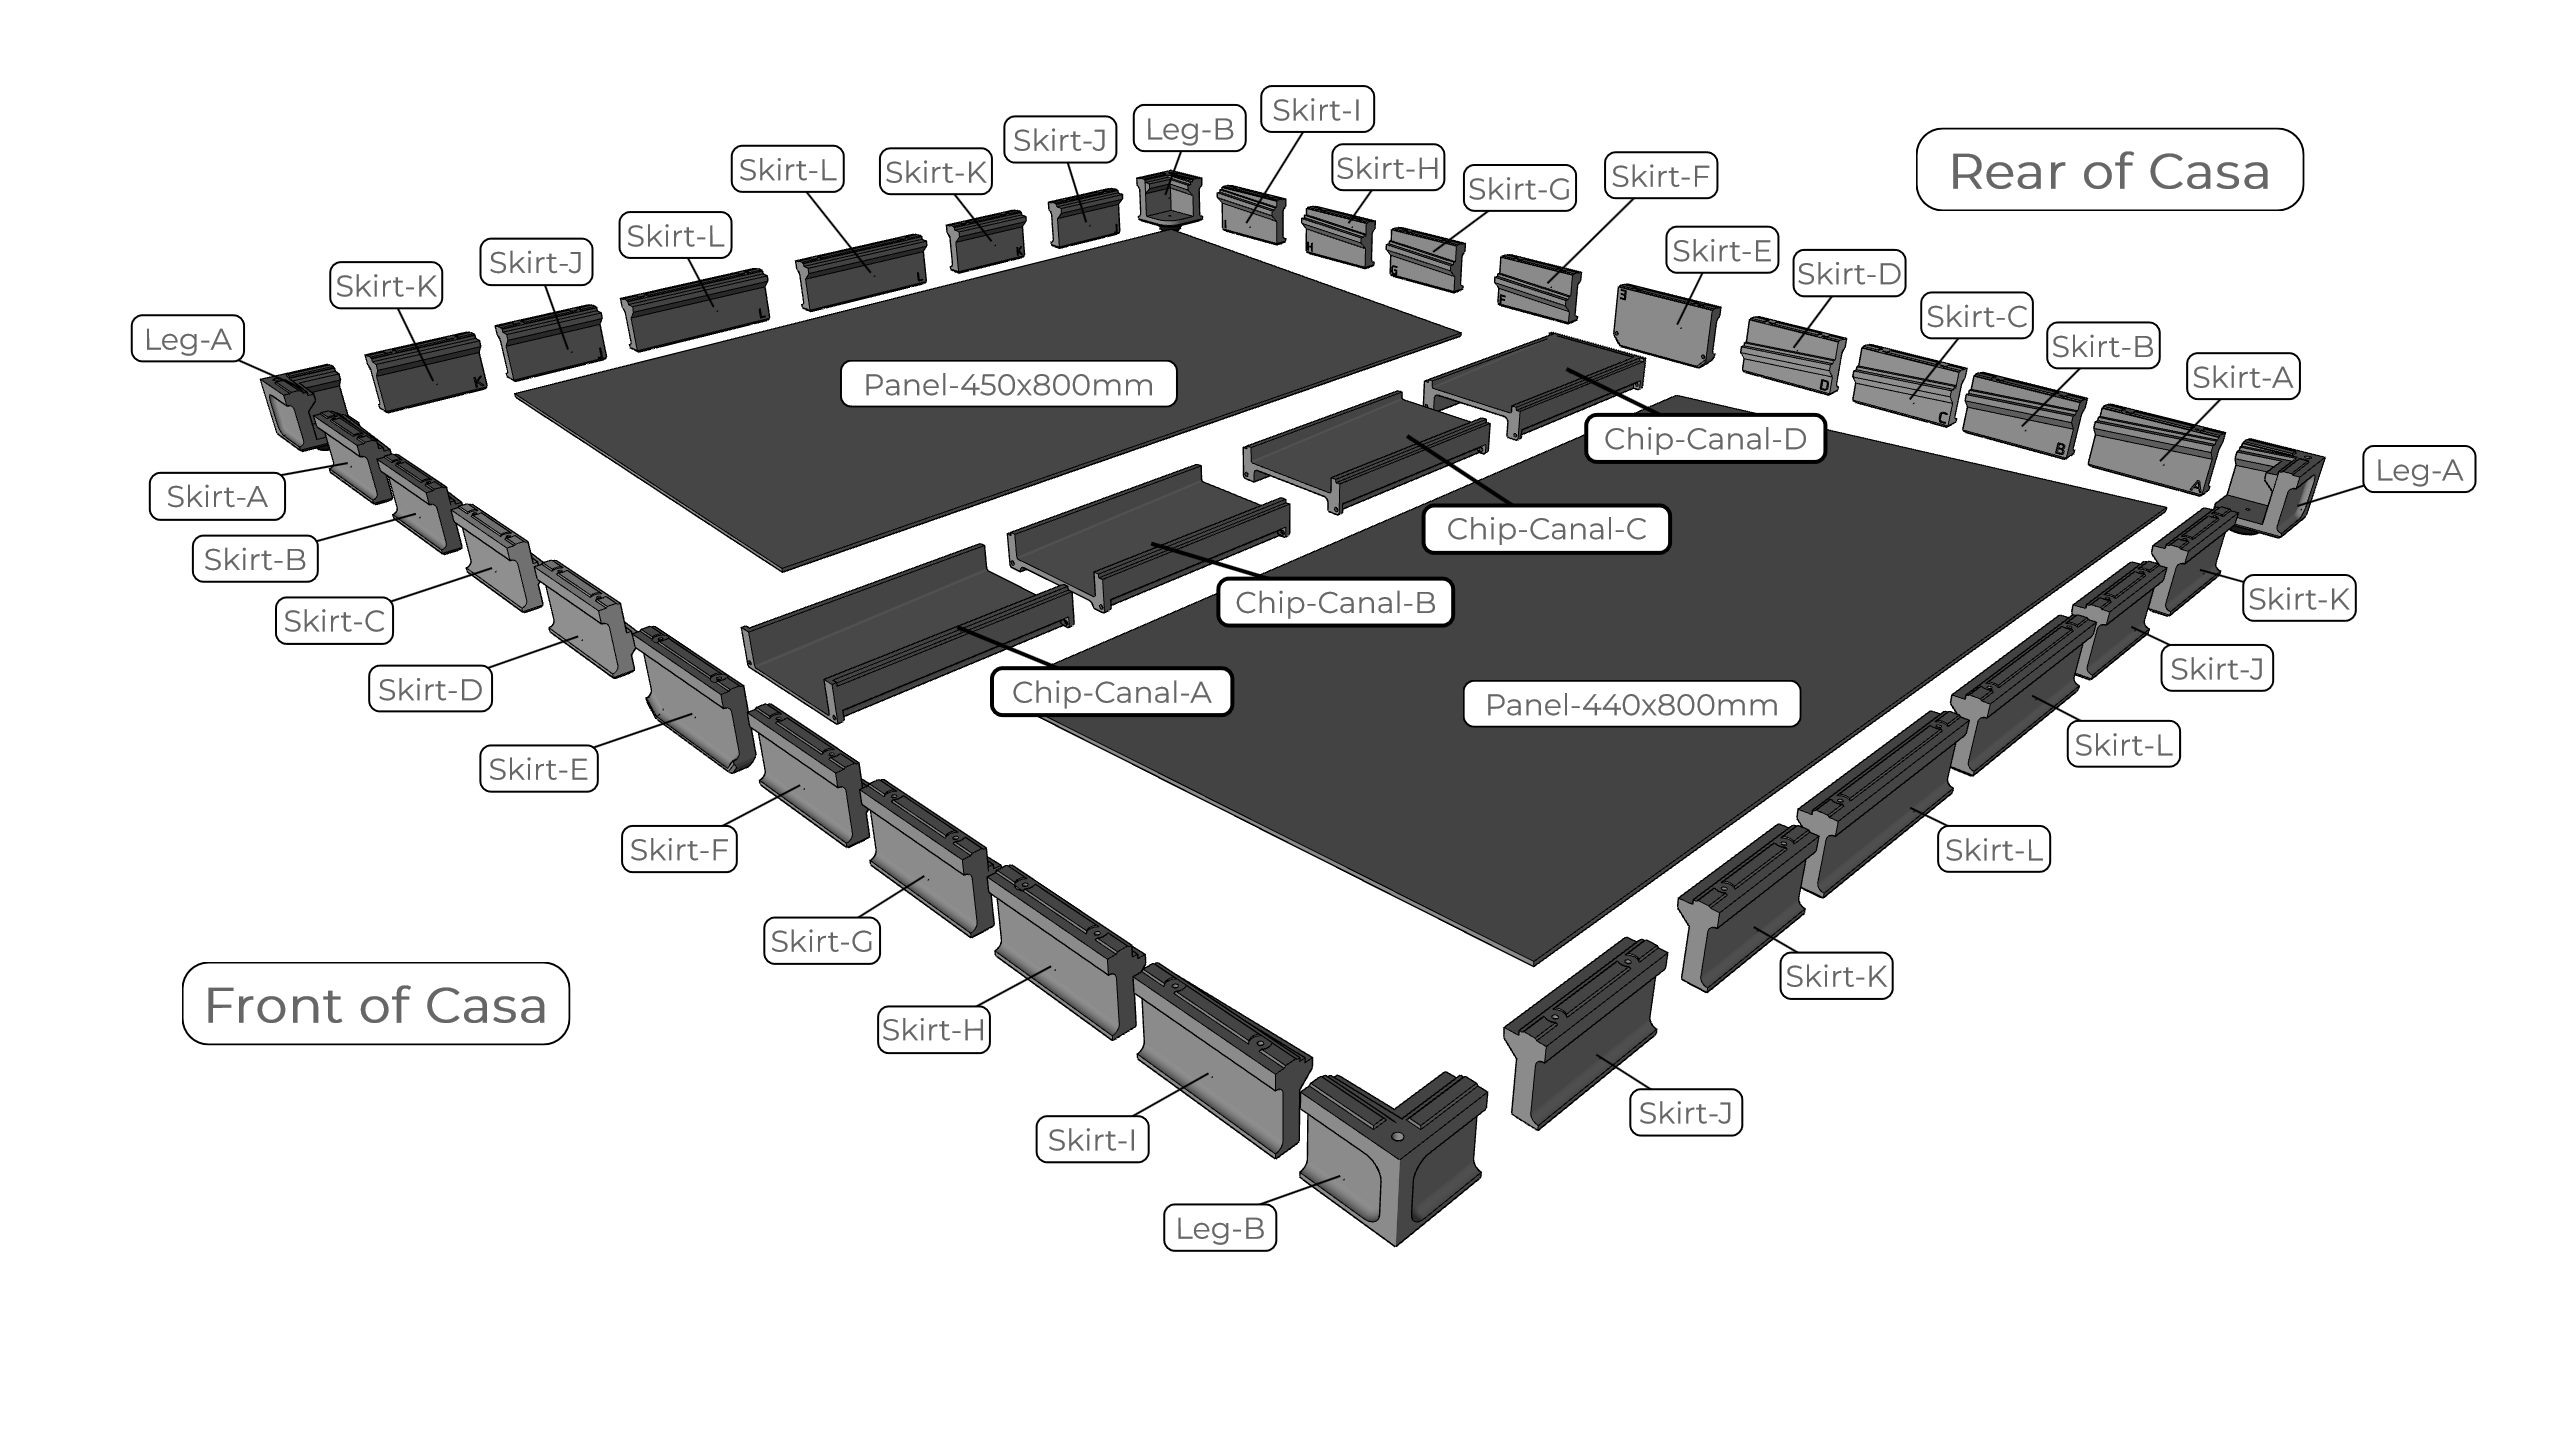 Skirt-I
Leg-B
Skirt-J
Skirt-H
Skirt-L
Skirt-K
Skirt-G
Skirt-F
Rear of Casa
Skirt-L
Skirt-E
Skirt-J
Skirt-D
Skirt-K
Skirt-C
Leg-A
Skirt-B
Skirt-A
Panel-450x800mm
Chip-Canal-D
Leg-A
Skirt-A
Chip-Canal-C
Skirt-B
Skirt-K
Chip-Canal-B
Skirt-C
Skirt-J
Skirt-D
Chip-Canal-A
Panel-440x800mm
Skirt-L
Skirt-E
Skirt-F
Skirt-L
Skirt-G
Skirt-K
Front of Casa
Skirt-H
Skirt-J
Skirt-I
Leg-B
K
J
L
L
K
J
I
H
G
F
E
D
C
B
A